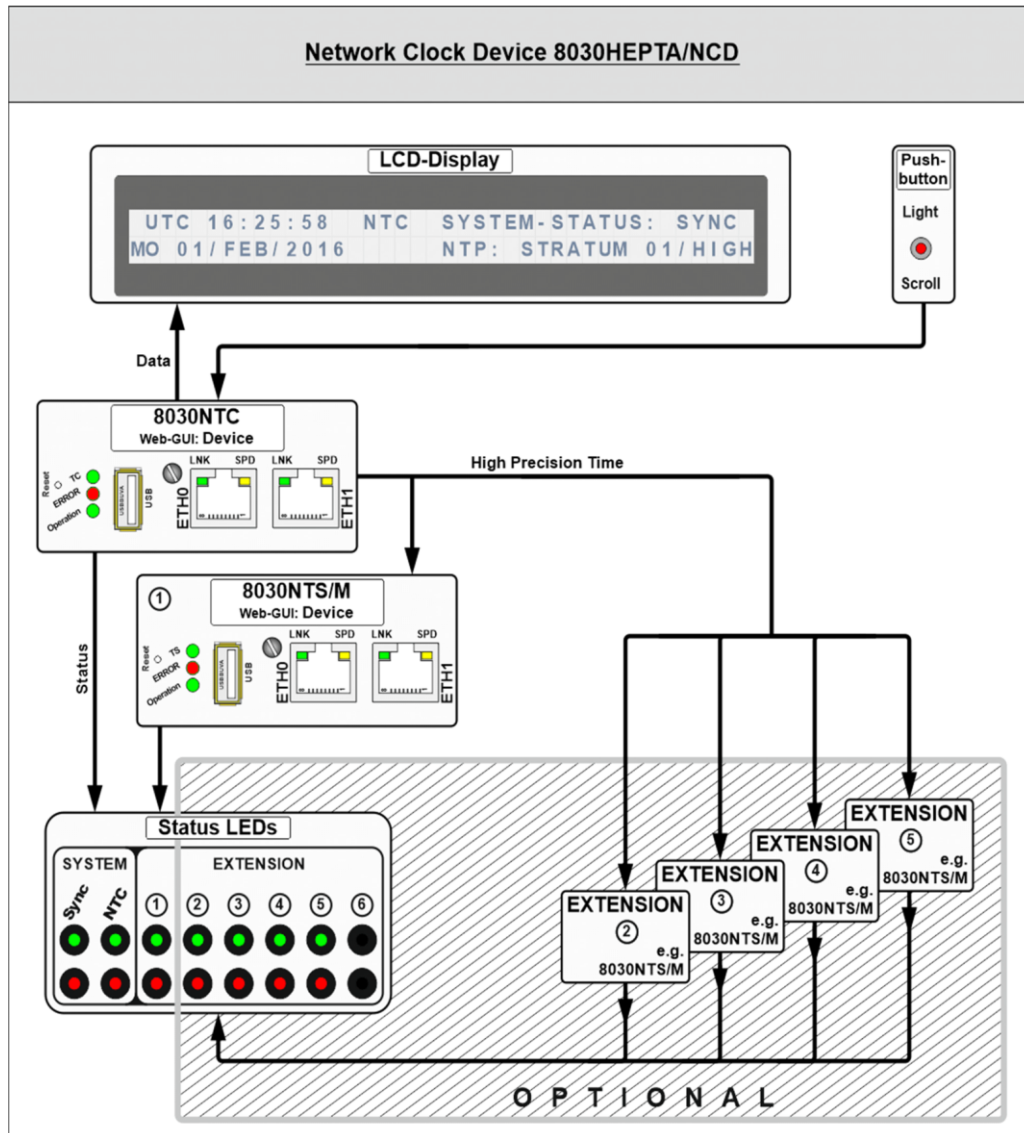 Network Clock Device 8030HEPTA/NCD
LCD-Display
UTC 16:25:58 NTC SYSTEM-STATUS: SYNC
MO 01/FEB/2016 NTP: STRATUM 01/HIGH
Push-
button
Light
Scroll
Data
8030NTC
Web-GUI: Device
Reset
TC
ERROR
Operation
USB
ETH0
LNK SPD
LNK SPD
ETH1
High Precision Time
1
8030NTS/M
Web-GUI: Device
Reset
TS
ERROR
Operation
USB
ETH0
LNK SPD
LNK SPD
ETH1
Status
Status LEDs
SYSTEM EXTENSION
Sync NTC 1 2 3 4 5 6
EXTENSION
2
e.g.
8030NTS/M
EXTENSION
3
e.g.
8030NTS/M
EXTENSION
4
e.g.
8030NTS/M
EXTENSION
5
e.g.
8030NTS/M
OPTIONAL